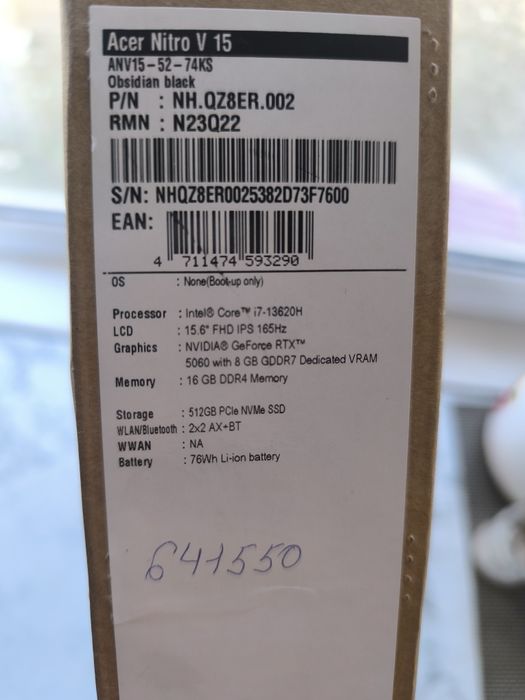 Acer Nitro V 15
ANV15-52-74KS
Obsidian black
P/N : NH.QZ8ER.002
RMN : N23Q22
S/N: NHQZ8ER0025382D73F7600
EAN:
4 711474 593290
OS : None(Boot-up only)
Processor : Intel® Core™ i7-13620H
LCD : 15.6" FHD IPS 165Hz
Graphics : NVIDIA® GeForce RTX™
5060 with 8 GB GDDR7 Dedicated VRAM
Memory : 16 GB DDR4 Memory
Storage : 512GB PCIe NVMe SSD
WLAN/Bluetooth : 2x2 AX+BT
WWAN : NA
Battery : 76Wh Li-ion battery
641550